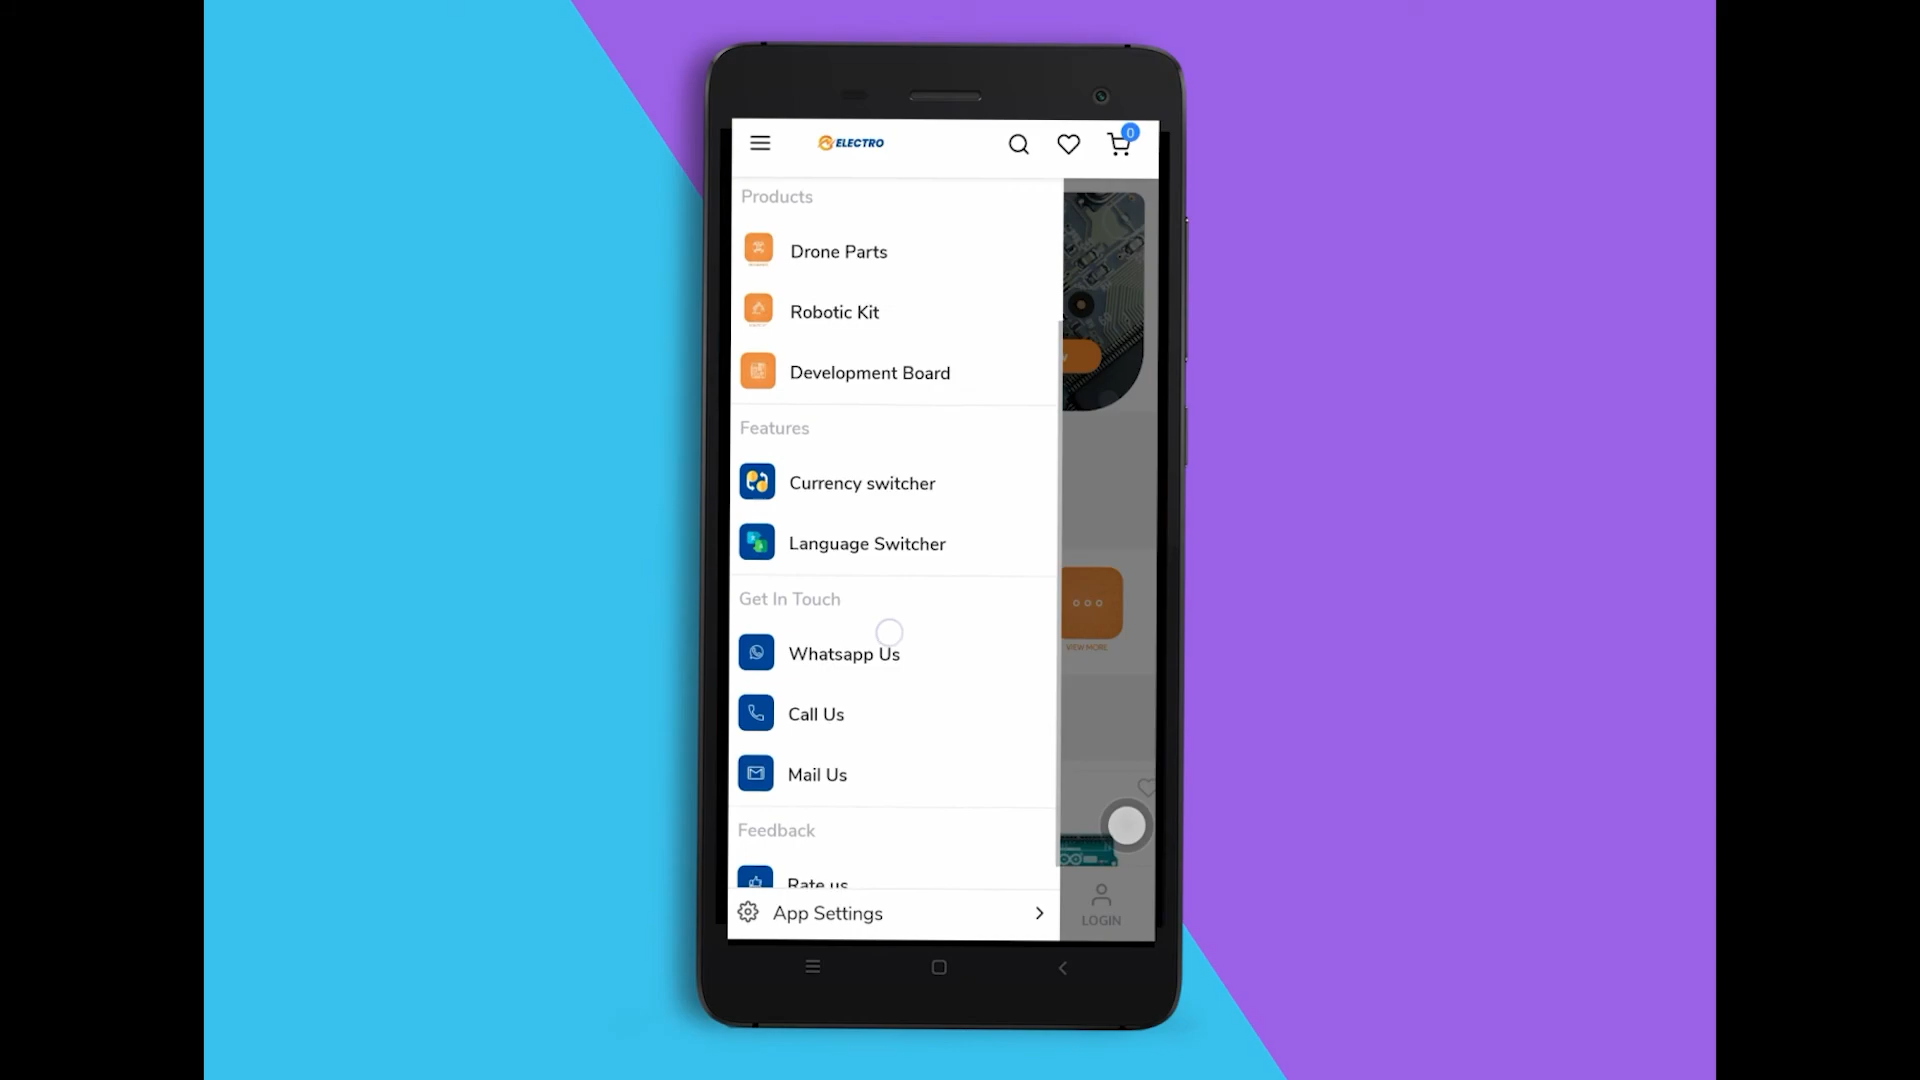 ELECTRO
0
Products
Drone Parts
Robotic Kit
Development Board
Features
Currency switcher
Language Switcher
Get In Touch
VIEW MORE
Whatsapp Us
Call Us
Mail Us
Feedback
Rate us
App Settings
LOGIN